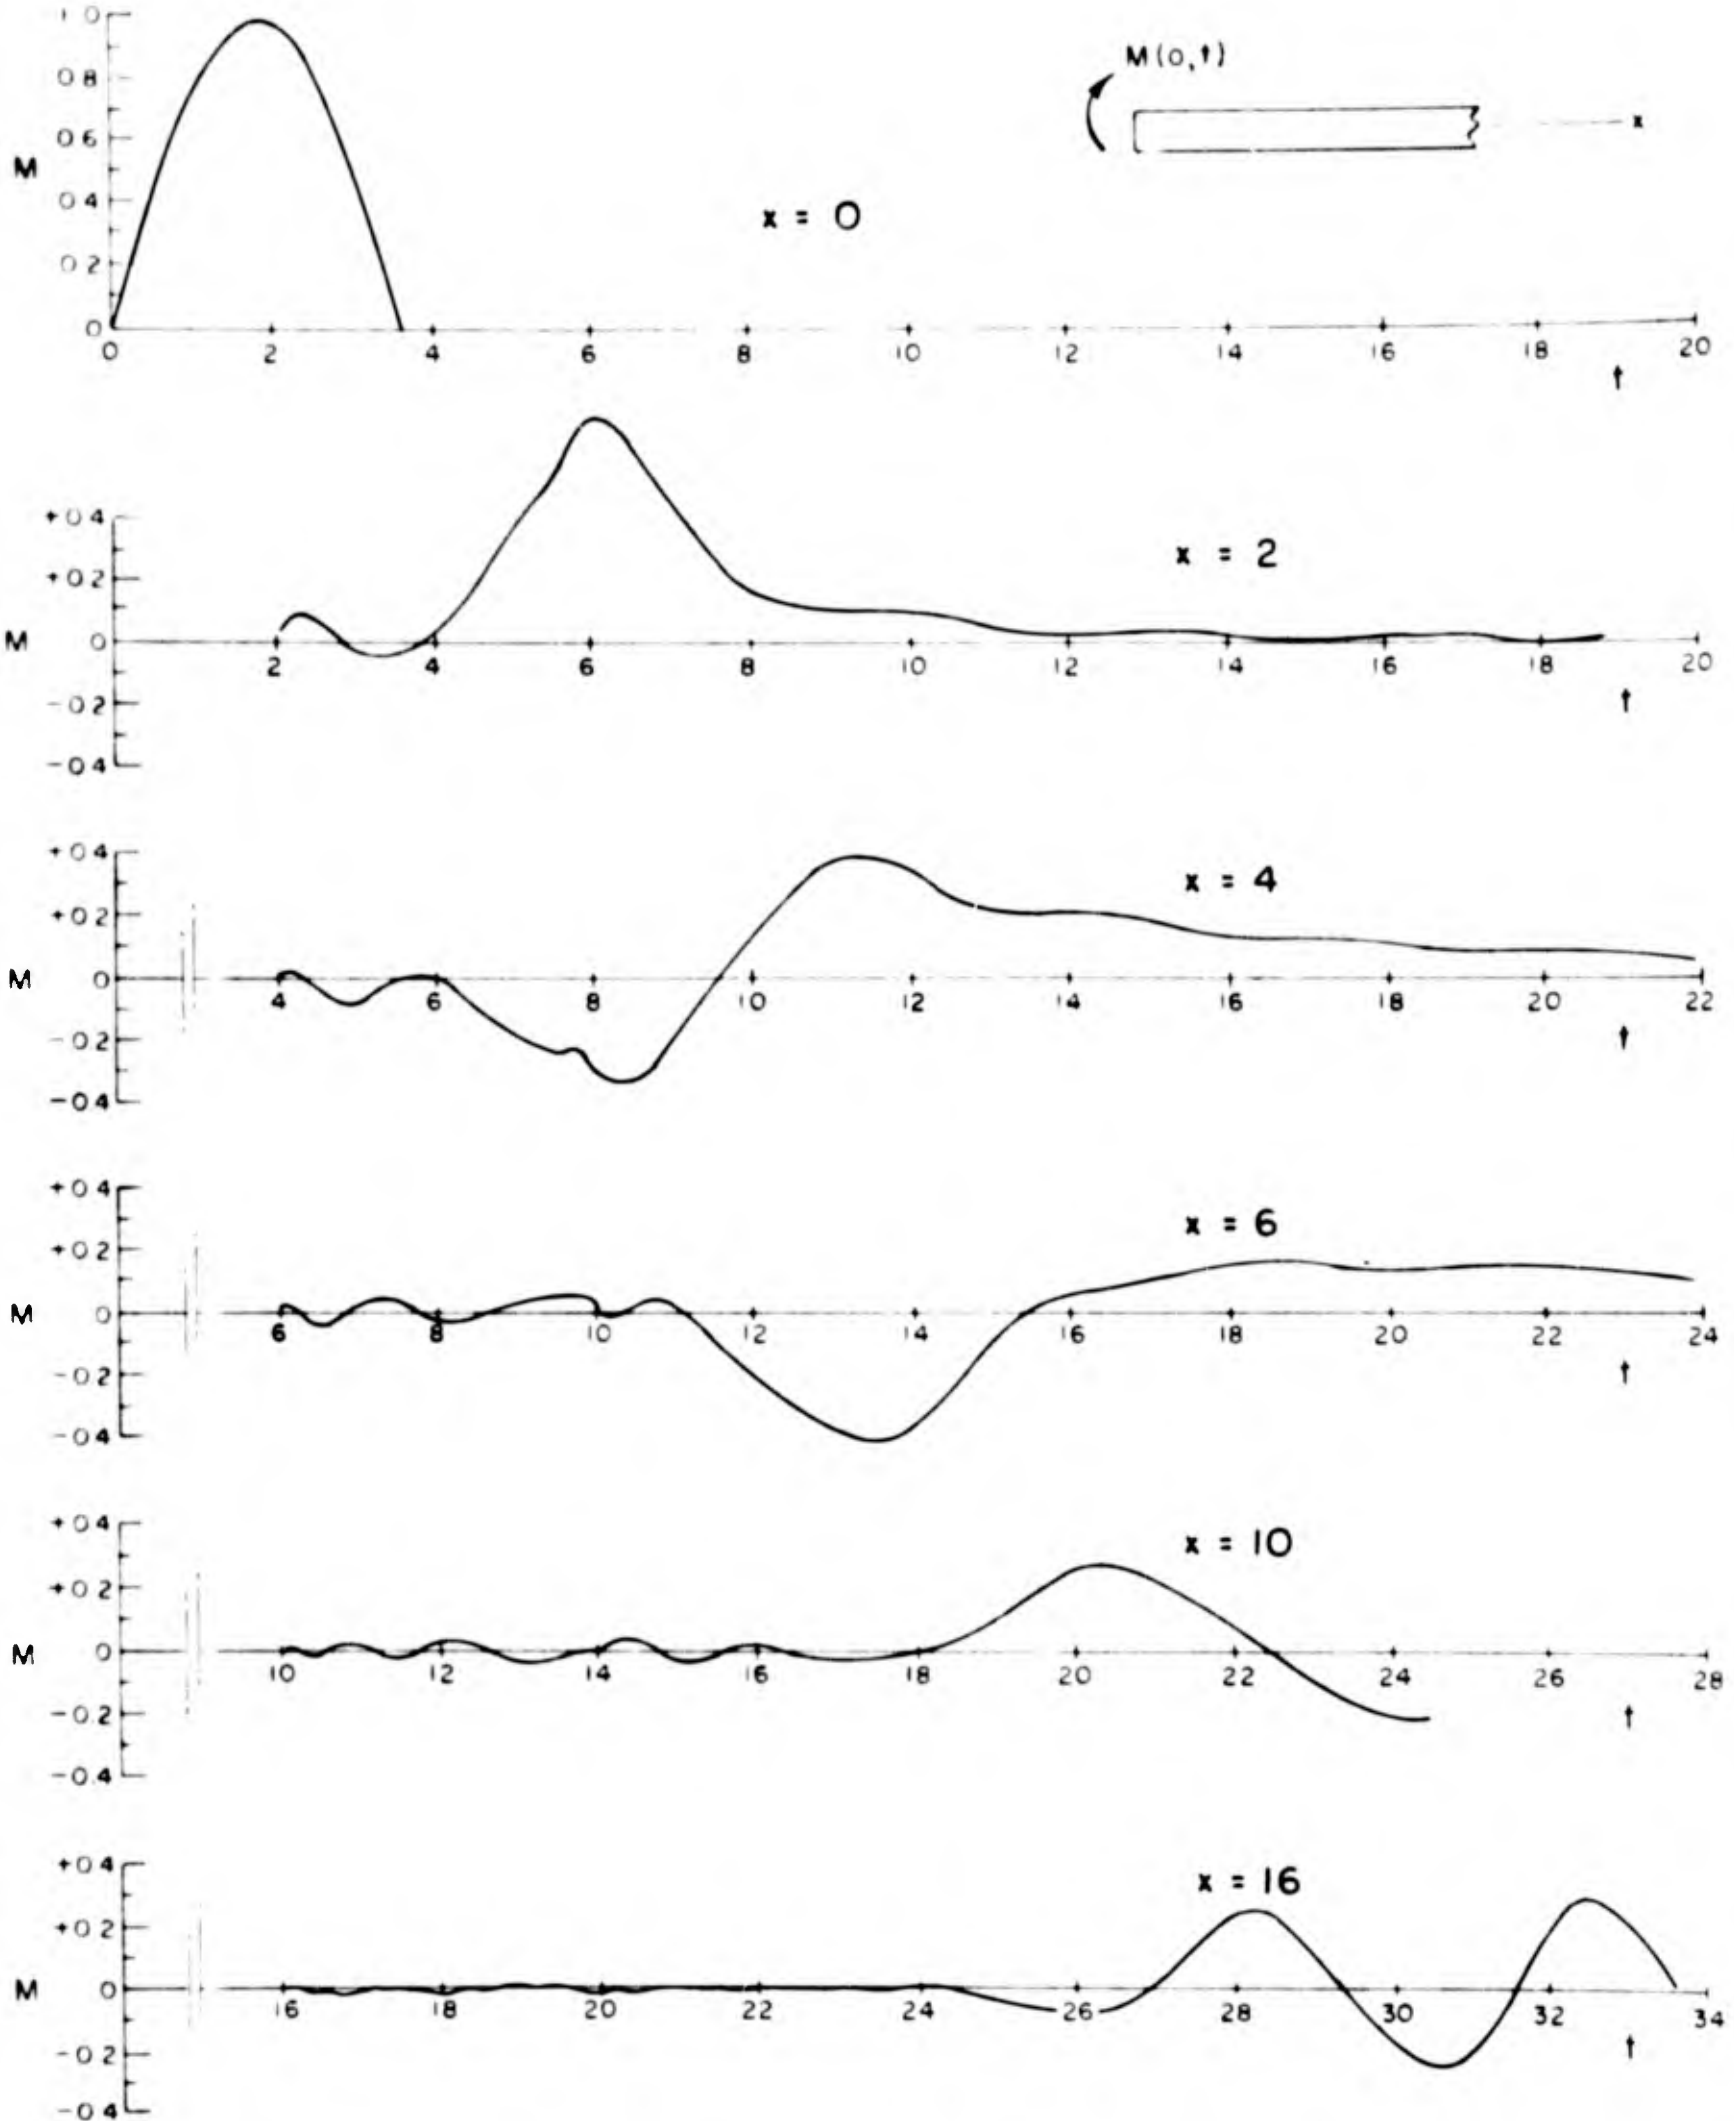 1 0
0 8
0 6
M
0 4
0 2
0
0 2 4 6 8 10 12 14 16 18 20
t
M(0,t)
x
x = 0
+0 4
+0 2
M 0
-0 2
-0 4
2 4 6 8 10 12 14 16 18 20
t
x = 2
+0 4
+0 2
M 0
-0 2
-0 4
4 6 8 10 12 14 16 18 20 22
t
x = 4
+0 4
+0 2
M 0
-0 2
-0 4
6 8 10 12 14 16 18 20 22 24
t
x = 6
+0 4
+0 2
M 0
-0.2
-0.4
10 12 14 16 18 20 22 24 26 28
t
x = 10
+0 4
+0 2
M 0
-0 2
-0 4
16 18 20 22 24 26 28 30 32 34
t
x = 16